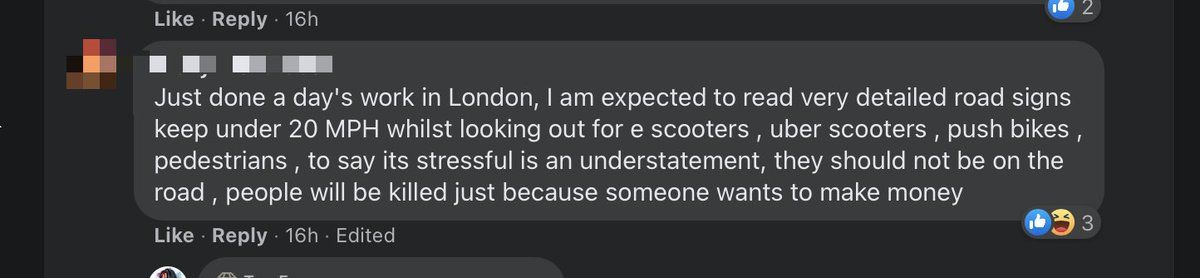 Like · Reply · 16h
2
Just done a day's work in London, I am expected to read very detailed road signs
keep under 20 MPH whilst looking out for e scooters , uber scooters , push bikes ,
pedestrians , to say its stressful is an understatement, they should not be on the
road , people will be killed just because someone wants to make money
3
Like · Reply · 16h · Edited